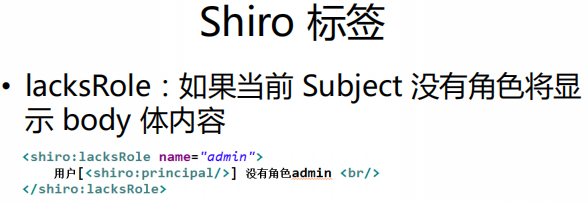 Shiro 标签
• lacksRole：如果当前 Subject 没有角色将显
示 body 体内容
<shiro:lacksRole name="admin">
用户[<shiro:principal/>] 没有角色admin <br/>
</shiro:lacksRole>